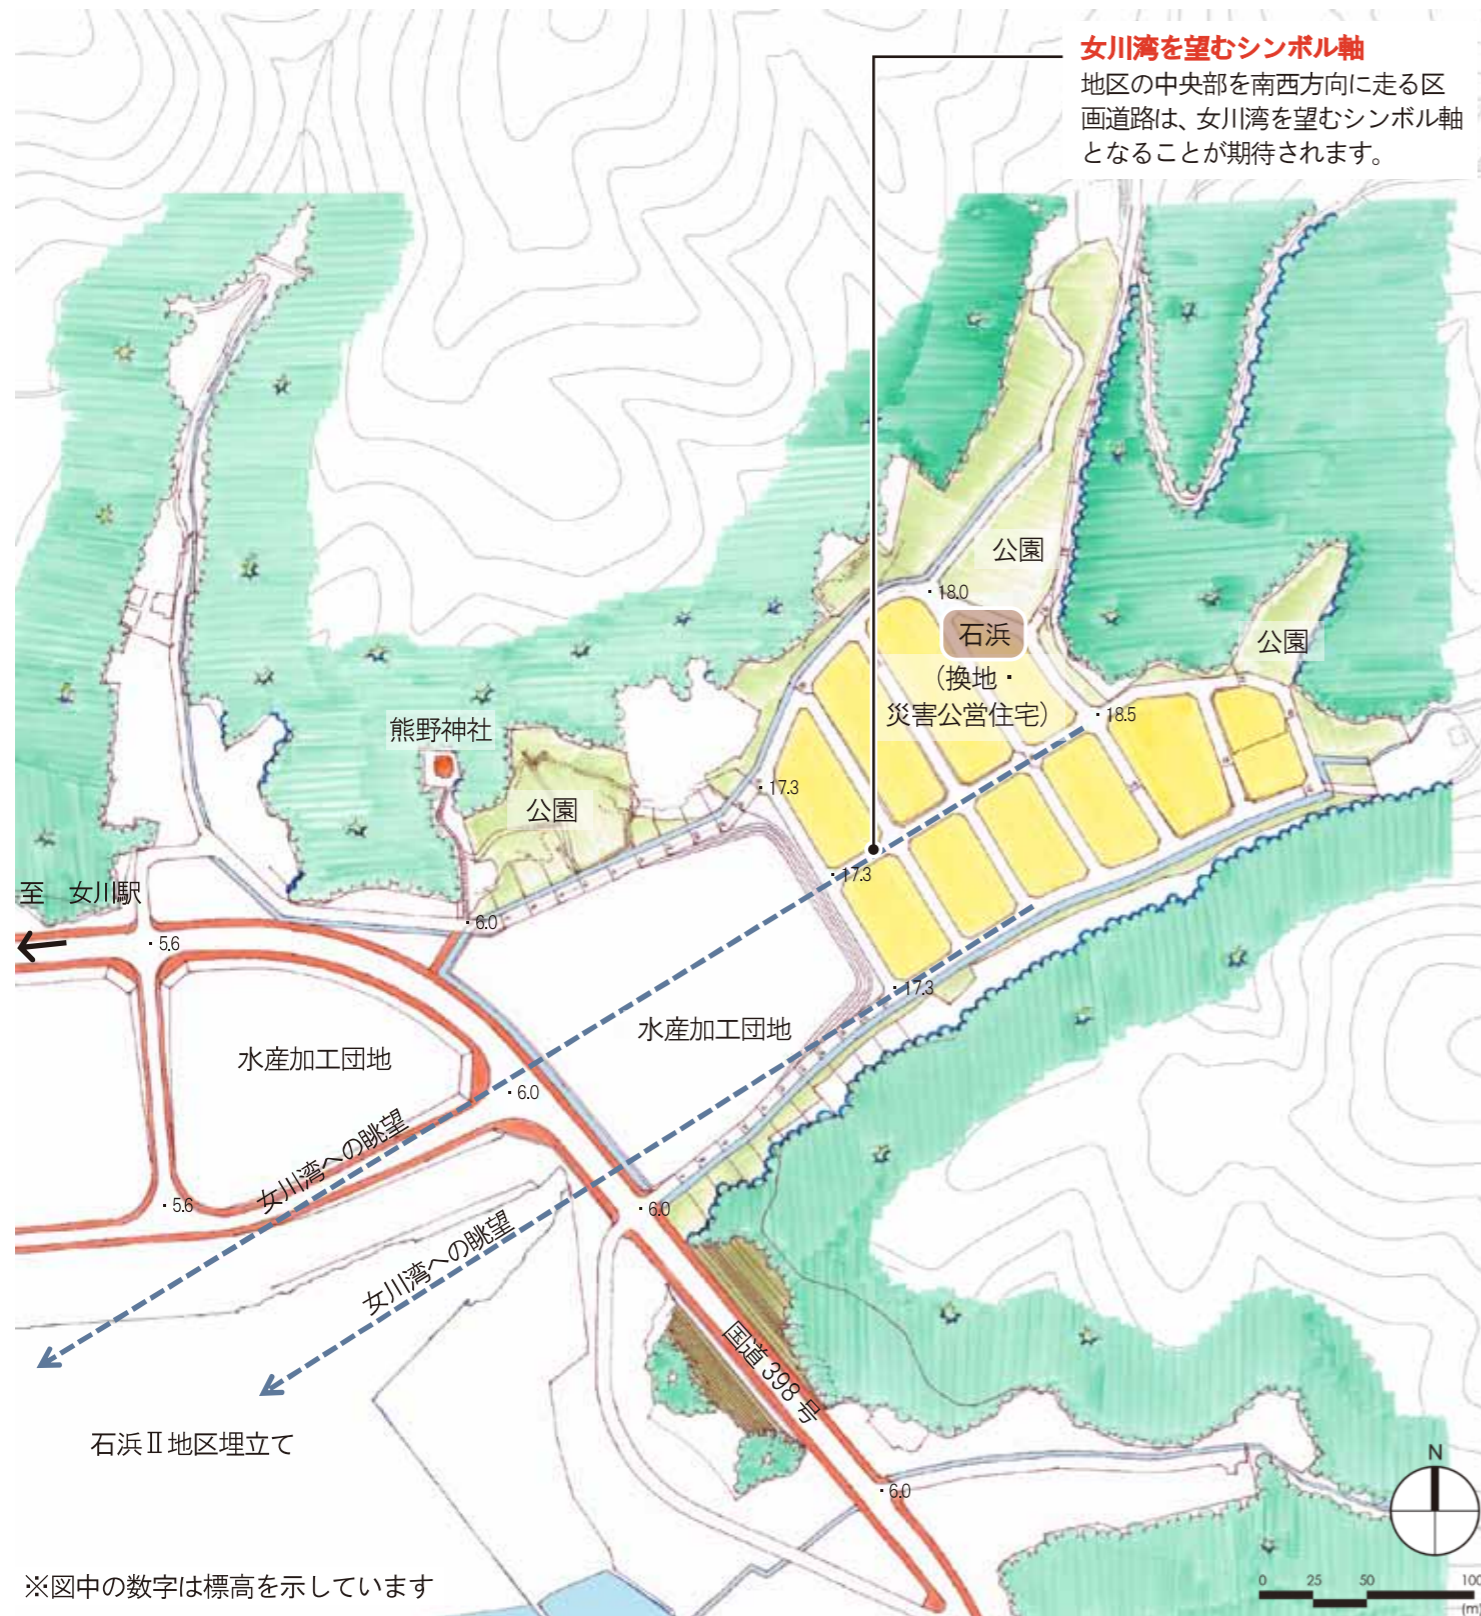 女川湾を望むシンボル軸
地区の中央部を南西方向に走る区
画道路は、女川湾を望むシンボル軸
となることが期待されます。
公園
・18.0
石浜
(換地・
災害公営住宅)
公園
・18.5
熊野神社
公園
・17.3
・17.3
至 女川駅
・5.6
・6.0
・17.3
水産加工団地
水産加工団地
・6.0
女川湾への眺望
・5.6
・6.0
女川湾への眺望
国道398号
石浜Ⅱ地区埋立て
・6.0
N
0 25 50 100
(m)
※図中の数字は標高を示しています